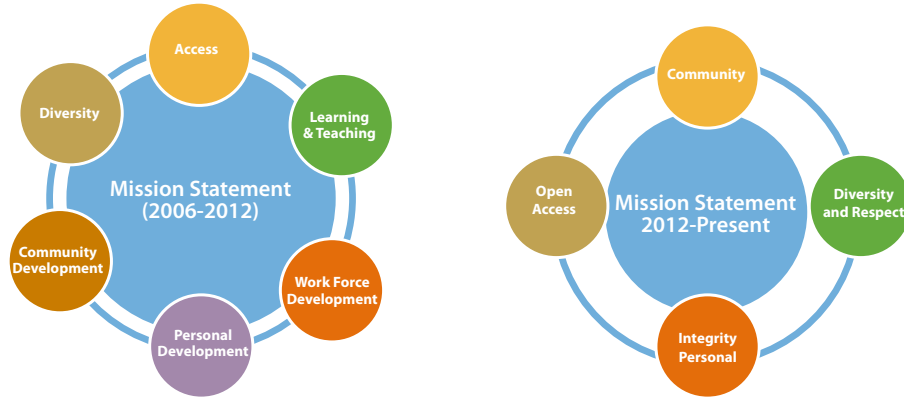 Access
Learning
& Teaching
Work Force
Development
Personal
Development
Community
Development
Diversity
Mission Statement
(2006-2012)
Community
Diversity
and Respect
Integrity
Personal
Open
Access
Mission Statement
2012-Present